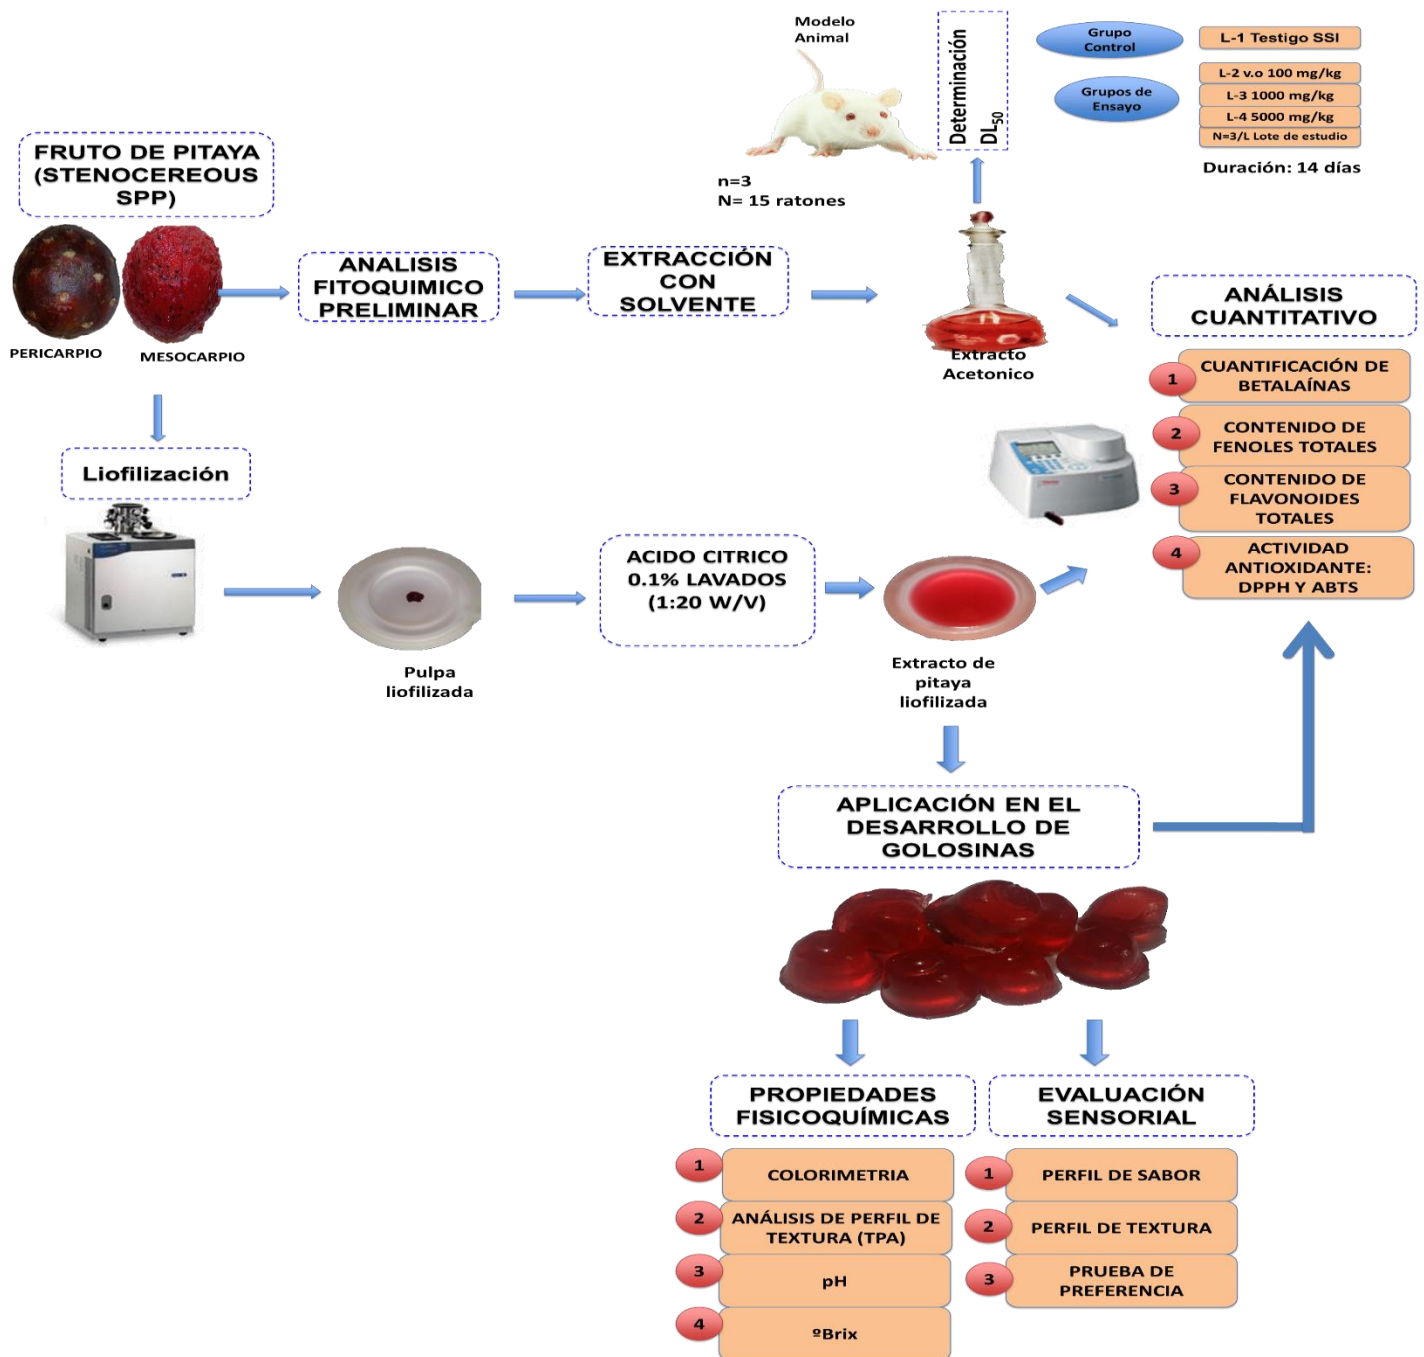 Modelo
Animal
Determinación
DL50
Grupo
Control
L-1 Testigo SSI
Grupos de
Ensayo
L-2 v.o 100 mg/kg
L-3 1000 mg/kg
L-4 5000 mg/kg
N=3/L Lote de estudio
Duración: 14 días
n=3
N= 15 ratones
FRUTO DE PITAYA
(STENOCEREOUS
SPP)
PERICARPIO
MESOCARPIO
ANALISIS
FITOQUIMICO
PRELIMINAR
EXTRACCIÓN
CON
SOLVENTE
Extracto
Acetonico
ANÁLISIS
CUANTITATIVO
1
CUANTIFICACIÓN DE
BETALAÍNAS
2
CONTENIDO DE
FENOLES TOTALES
3
CONTENIDO DE
FLAVONOIDES
TOTALES
4
ACTIVIDAD
ANTIOXIDANTE:
DPPH Y ABTS
Liofilización
Pulpa
liofilizada
ACIDO CITRICO
0.1% LAVADOS
(1:20 W/V)
Extracto de
pitaya
liofilizada
APLICACIÓN EN EL
DESARROLLO DE
GOLOSINAS
PROPIEDADES
FISICOQUÍMICAS
1
COLORIMETRIA
2
ANÁLISIS DE PERFIL DE
TEXTURA (TPA)
3
pH
4
ºBrix
EVALUACIÓN
SENSORIAL
1
PERFIL DE SABOR
2
PERFIL DE TEXTURA
3
PRUEBA DE
PREFERENCIA